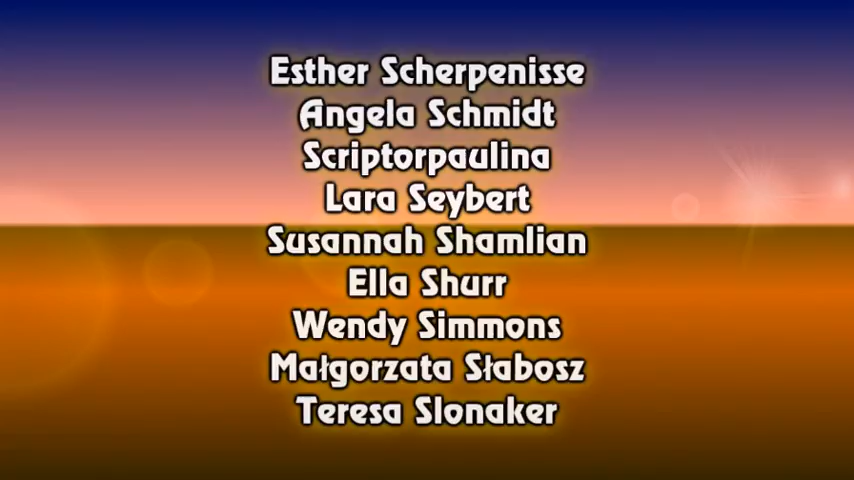 Esther Scherpenisse
Angela Schmidt
Scriptorpaulina
Lara Seybert
Susannah Shamlian
Ella Shurr
Wendy Simmons
Małgorzata Słabosz
Teresa Slonaker